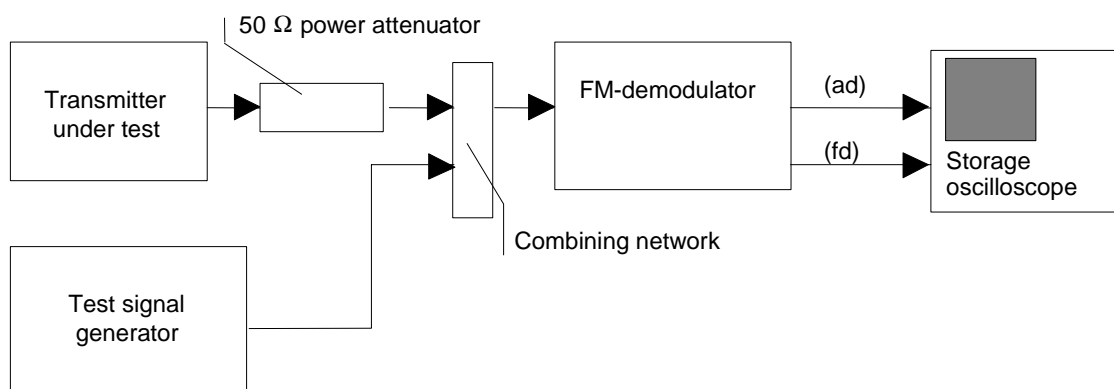 50 Ω power attenuator
Transmitter
under test
FM-demodulator
(ad)
(fd)
Storage
oscilloscope
Combining network
Test signal
generator